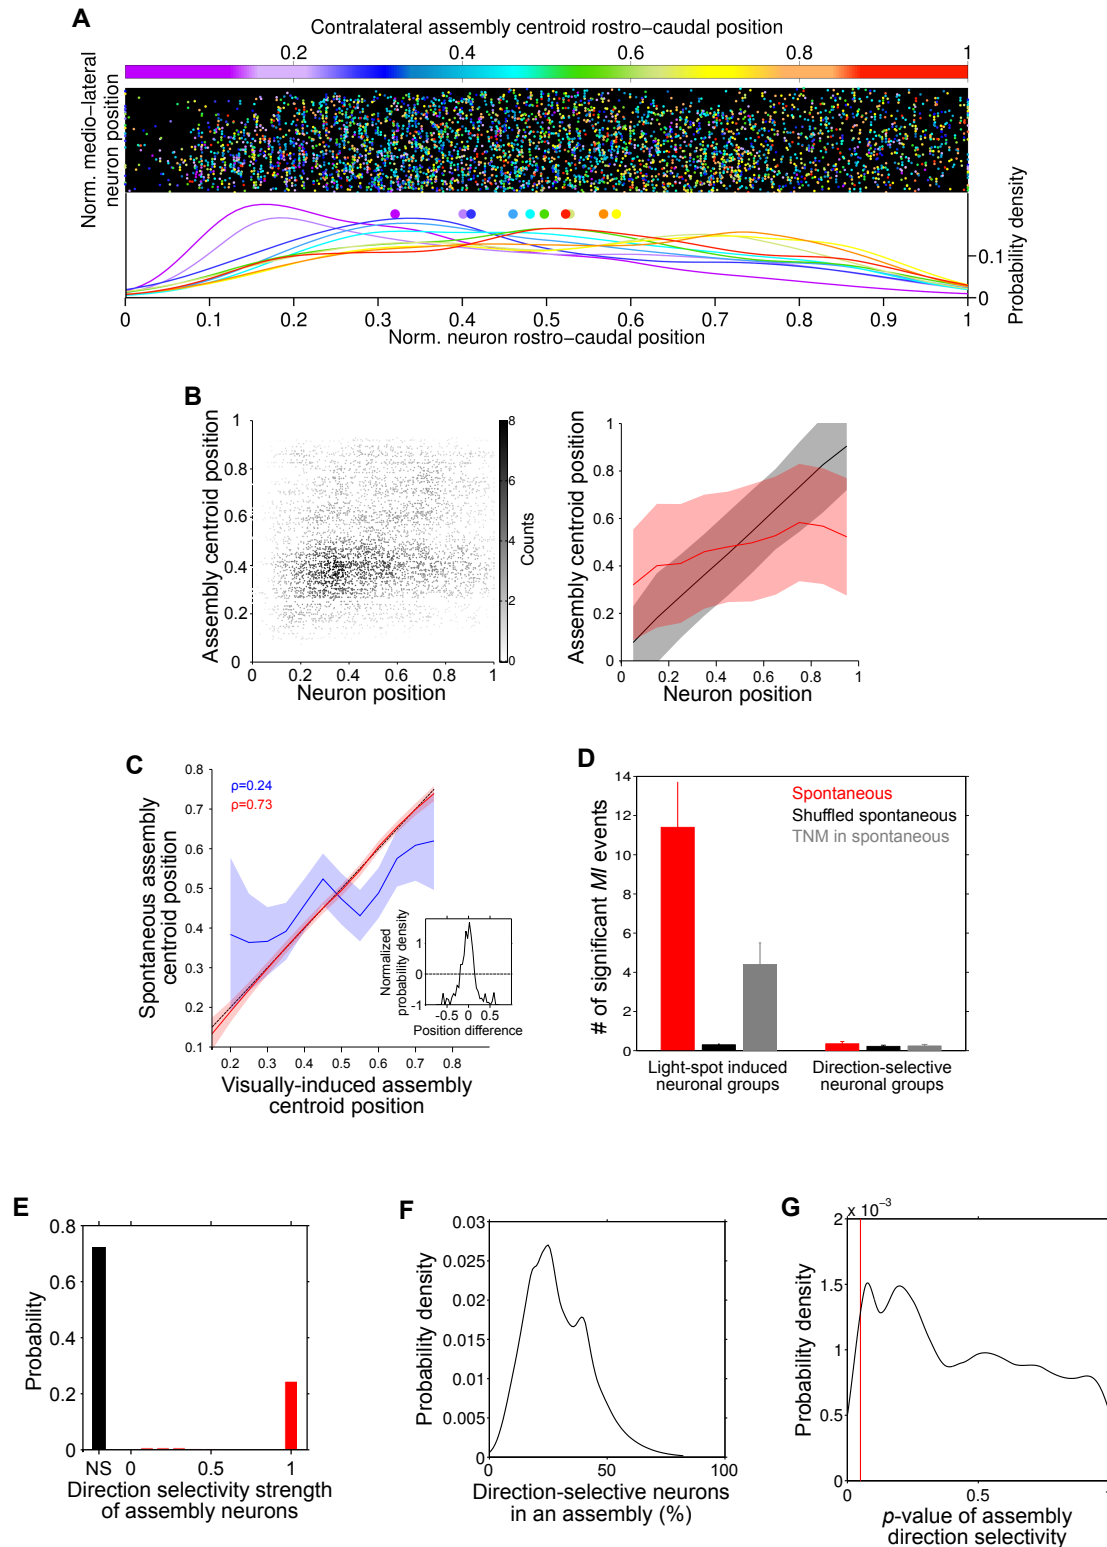 A
Contralateral assembly centroid rostro−caudal position
0.2
0.4
0.6
0.8
1
Norm. medio−lateral
neuron position
Probability density
0.1
0
0
0.1
0.2
0.3
0.4
0.5
0.6
0.7
0.8
0.9
1
Norm. neuron rostro−caudal position
B
Assembly centroid position
1
0.8
0.6
0.4
0.2
0
0
0.2
0.4
0.6
0.8
1
Neuron position
8
6
4
2
0
Counts
Assembly centroid position
1
0.8
0.6
0.4
0.2
0
0
0.2
0.4
0.6
0.8
1
Neuron position
C
Spontaneous assembly
centroid position
0.8
0.7
0.6
0.5
0.4
0.3
0.2
0.1
ρ=0.24
ρ=0.73
0.2
0.3
0.4
0.5
0.6
0.7
0.8
Visually-induced assembly
centroid position
Normalized
probability density
1
0
-1
-0.5
0
0.5
Position difference
D
# of significant MI events
14
12
10
8
6
4
2
0
Spontaneous
Shuffled spontaneous
TNM in spontaneous
Light-spot induced
neuronal groups
Direction-selective
neuronal groups
E
Probability
0.8
0.6
0.4
0.2
0
NS
0
0.5
1
Direction selectivity strength
of assembly neurons
F
Probability density
0.03
0.025
0.02
0.015
0.01
0.005
0
0
50
100
Direction-selective neurons
in an assembly (%)
G
x 10⁻³
Probability density
2
1.5
1
0.5
0
0
0.5
1
p-value of assembly
direction selectivity